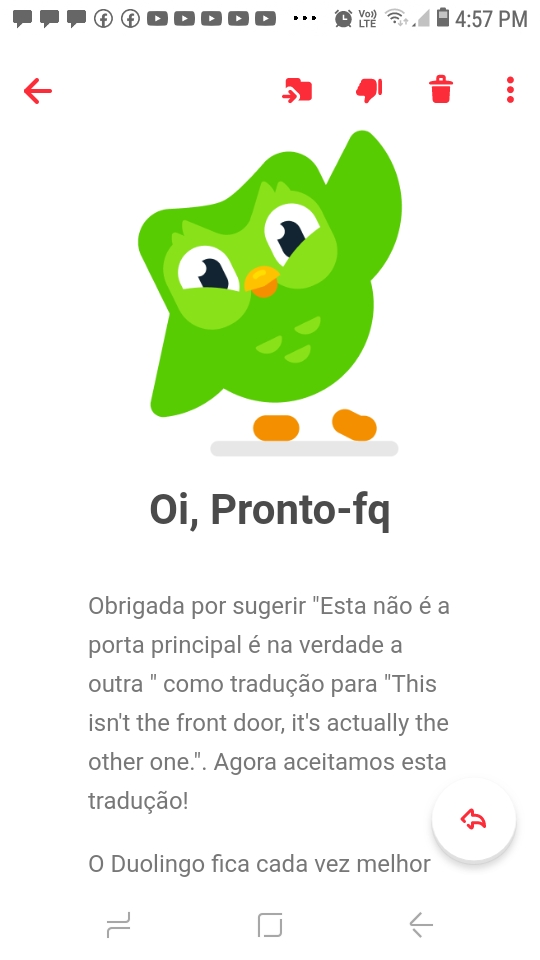 Vo))
LTE
4:57 PM
Oi, Pronto-fq
Obrigada por sugerir "Esta não é a
porta principal é na verdade a
outra " como tradução para "This
isn't the front door, it's actually the
other one.". Agora aceitamos esta
tradução!
O Duolingo fica cada vez melhor